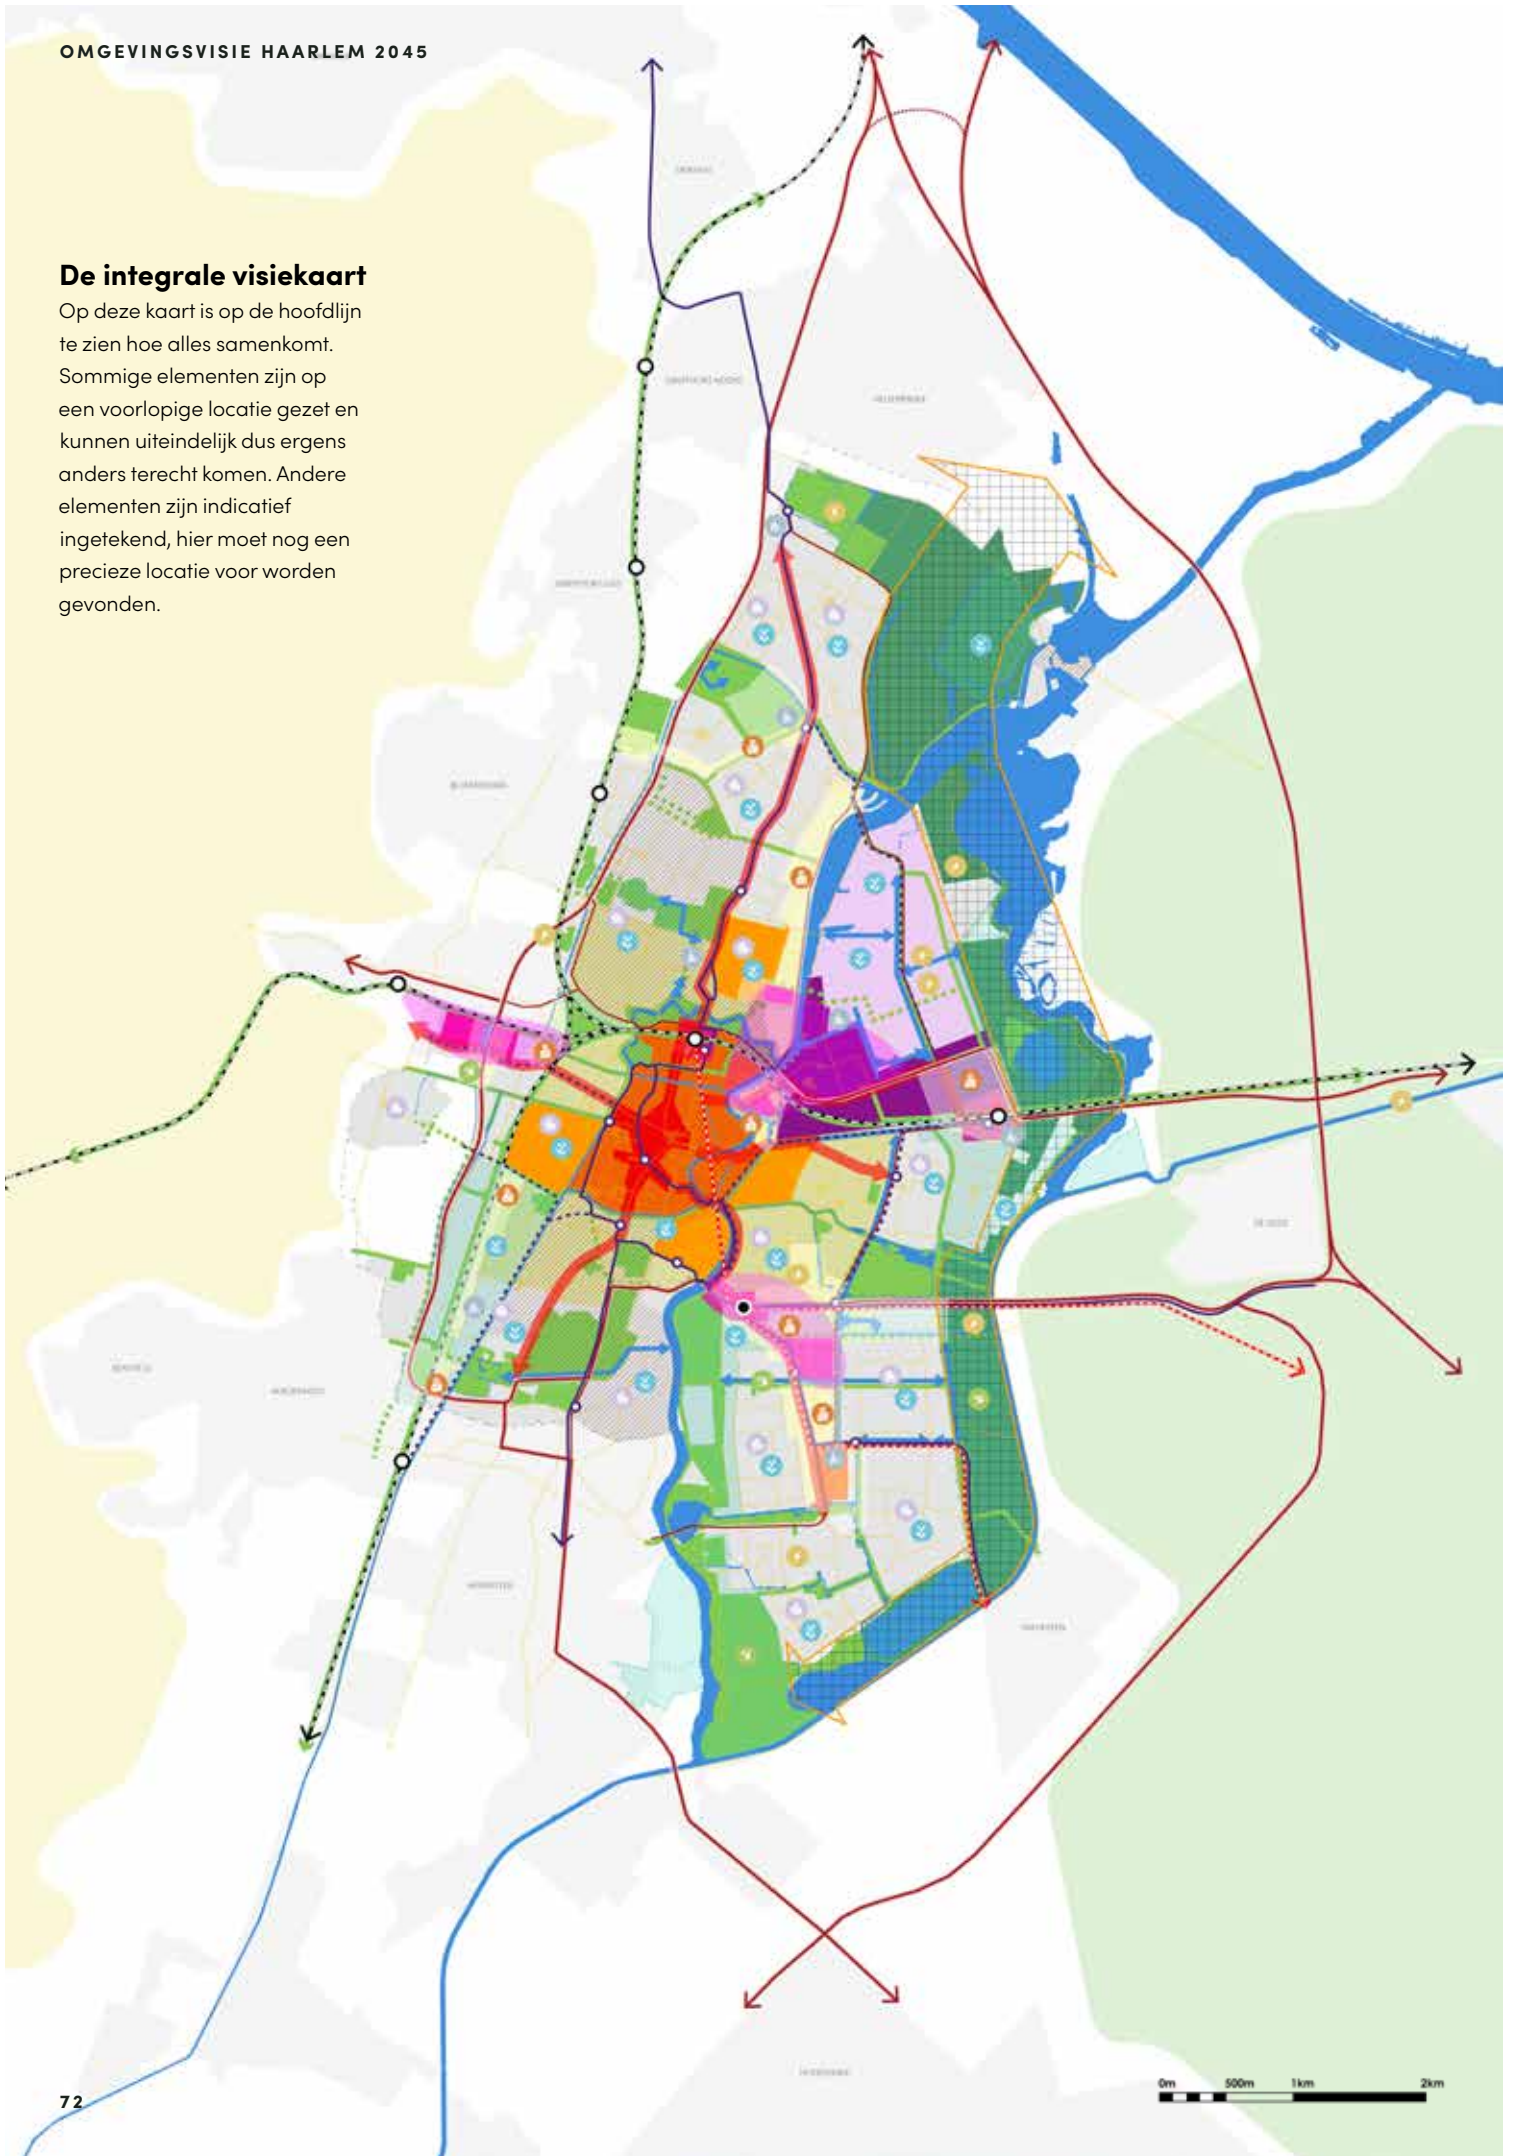 OMGEVINGSVISIE HAARLEM 2045
De integrale visiekaart
Op deze kaart is op de hoofdlijn
te zien hoe alles samenkomt.
Sommige elementen zijn op
een voorlopige locatie gezet en
kunnen uiteindelijk dus ergens
anders terecht komen. Andere
elementen zijn indicatief
ingetekend, hier moet nog een
precieze locatie voor worden
gevonden.
0m 500m 1km 2km
72